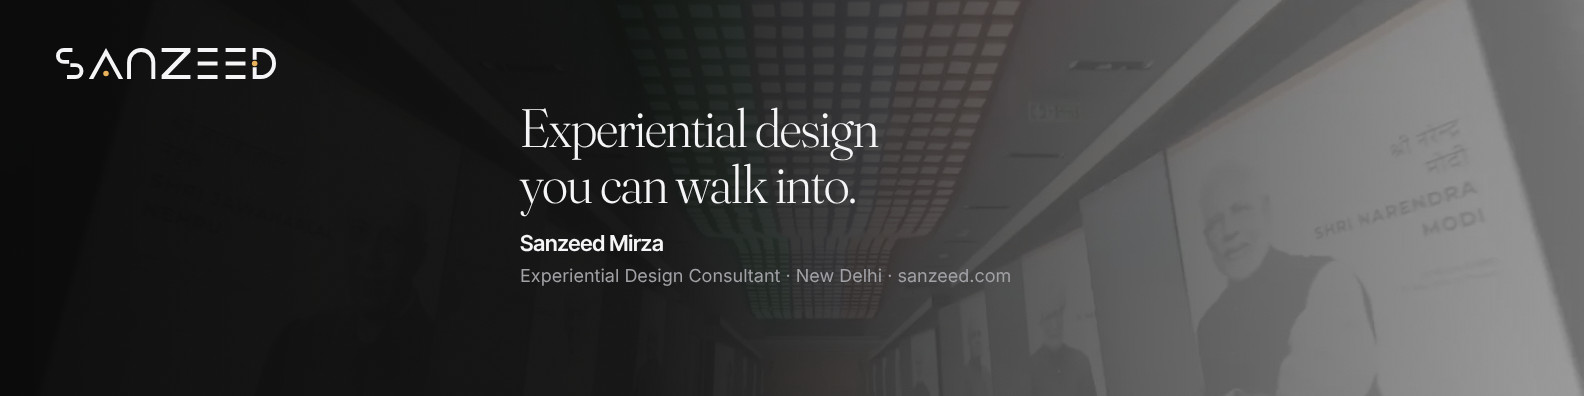 SANZEED
Experiential design
you can walk into.
Sanzeed Mirza
Experiential Design Consultant · New Delhi · sanzeed.com
श्री नरेन्द्र
मोदी
SHRI NARENDRA
MODI